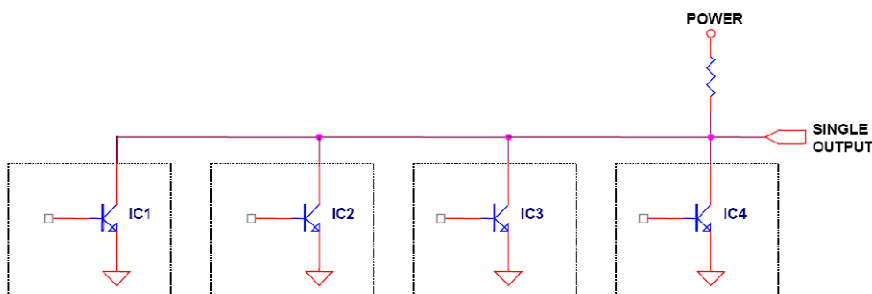 POWER
SINGLE
OUTPUT
IC1
IC2
IC3
IC4